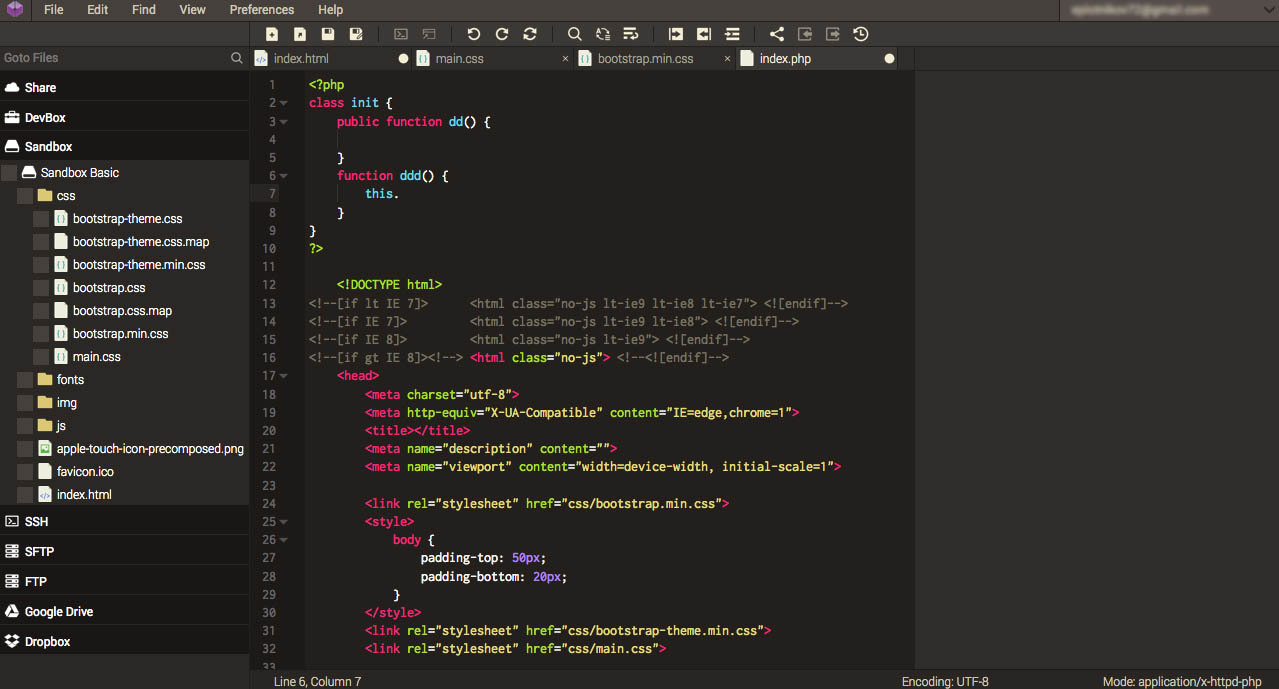 File Edit Find View Preferences Help
Goto Files
index.html
main.css ×
bootstrap.min.css ×
index.php
Share
DevBox
Sandbox
Sandbox Basic
css
bootstrap-theme.css
bootstrap-theme.css.map
bootstrap-theme.min.css
bootstrap.css
bootstrap.css.map
bootstrap.min.css
main.css
fonts
img
js
apple-touch-icon-precomposed.png
favicon.ico
index.html
SSH
SFTP
FTP
Google Drive
Dropbox
1 <?php
2 class init {
3     public function dd() {
4
5     }
6     function ddd() {
7         this.
8     }
9 }
10 ?>
11
12     <!DOCTYPE html>
13 <!--[if lt IE 7]>      <html class="no-js lt-ie9 lt-ie8 lt-ie7"> <![endif]-->
14 <!--[if IE 7]>         <html class="no-js lt-ie9 lt-ie8"> <![endif]-->
15 <!--[if IE 8]>         <html class="no-js lt-ie9"> <![endif]-->
16 <!--[if gt IE 8]><!--> <html class="no-js"> <!--<![endif]-->
17     <head>
18         <meta charset="utf-8">
19         <meta http-equiv="X-UA-Compatible" content="IE=edge,chrome=1">
20         <title></title>
21         <meta name="description" content="">
22         <meta name="viewport" content="width=device-width, initial-scale=1">
23
24         <link rel="stylesheet" href="css/bootstrap.min.css">
25         <style>
26             body {
27                 padding-top: 50px;
28                 padding-bottom: 20px;
29             }
30         </style>
31         <link rel="stylesheet" href="css/bootstrap-theme.min.css">
32         <link rel="stylesheet" href="css/main.css">
33
Line 6, Column 7
Encoding: UTF-8
Mode: application/x-httpd-php